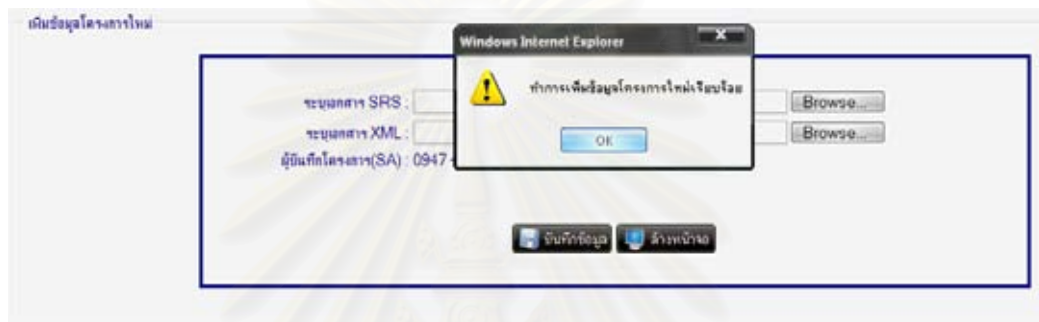 เพิ่มข้อมูลโครงการใหม่
Windows Internet Explorer
ทำการเพิ่มข้อมูลโครงการใหม่เรียบร้อย
ระบุเอกสาร SRS : Browse...
ระบุเอกสาร XML : Browse...
OK
ผู้บันทึกโครงการ(SA) : 0947
บันทึกข้อมูล ล้างหน้าจอ